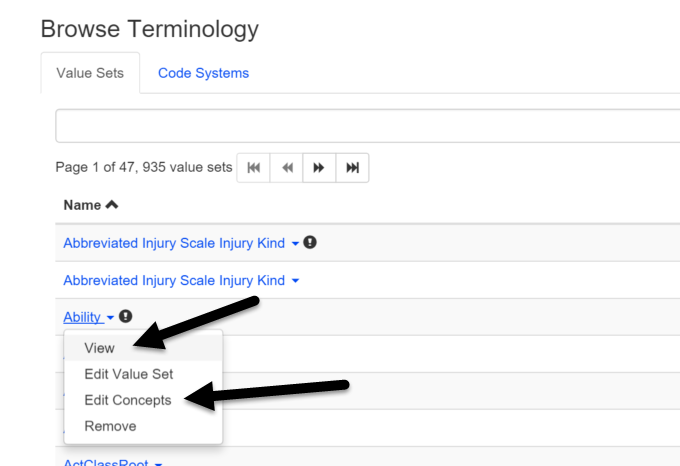 Browse Terminology
Value Sets Code Systems
Page 1 of 47, 935 value sets
Name
Abbreviated Injury Scale Injury Kind
Abbreviated Injury Scale Injury Kind
Ability
View
Edit Value Set
Edit Concepts
Remove
ActClassRoot